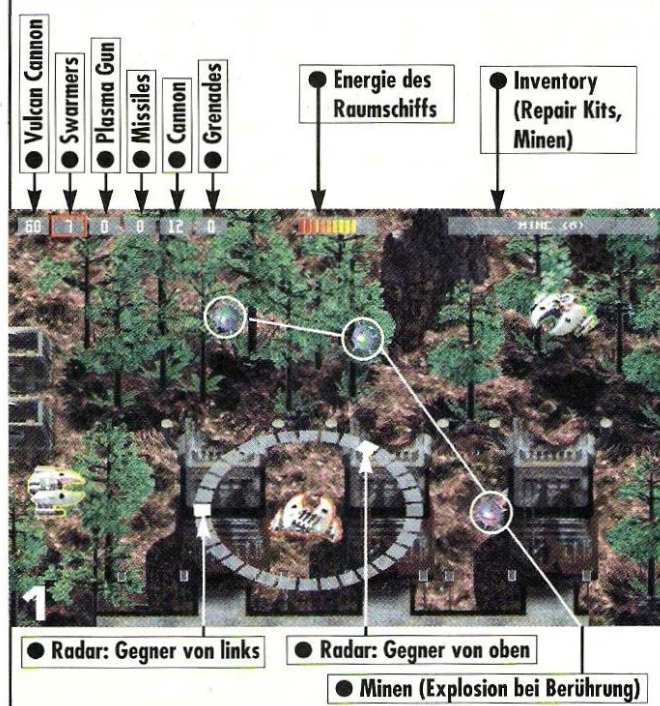 ● Vulcan Cannon
● Swarmers
● Plasma Gun
● Missiles
● Cannon
● Grenades
● Energie des
Raumschiffs
● Inventory
(Repair Kits,
Minen)
60 7 0 0 12 0
MINE (8)
1
● Radar: Gegner von links
● Radar: Gegner von oben
● Minen (Explosion bei Berührung)